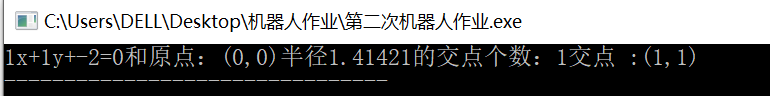 C:\Users\DELL\Desktop\机器人作业\第二次机器人作业.exe
1x+1y+-2=0和原点：(0,0)半径1.41421的交点个数：1交点 :(1,1)
--------------------------------